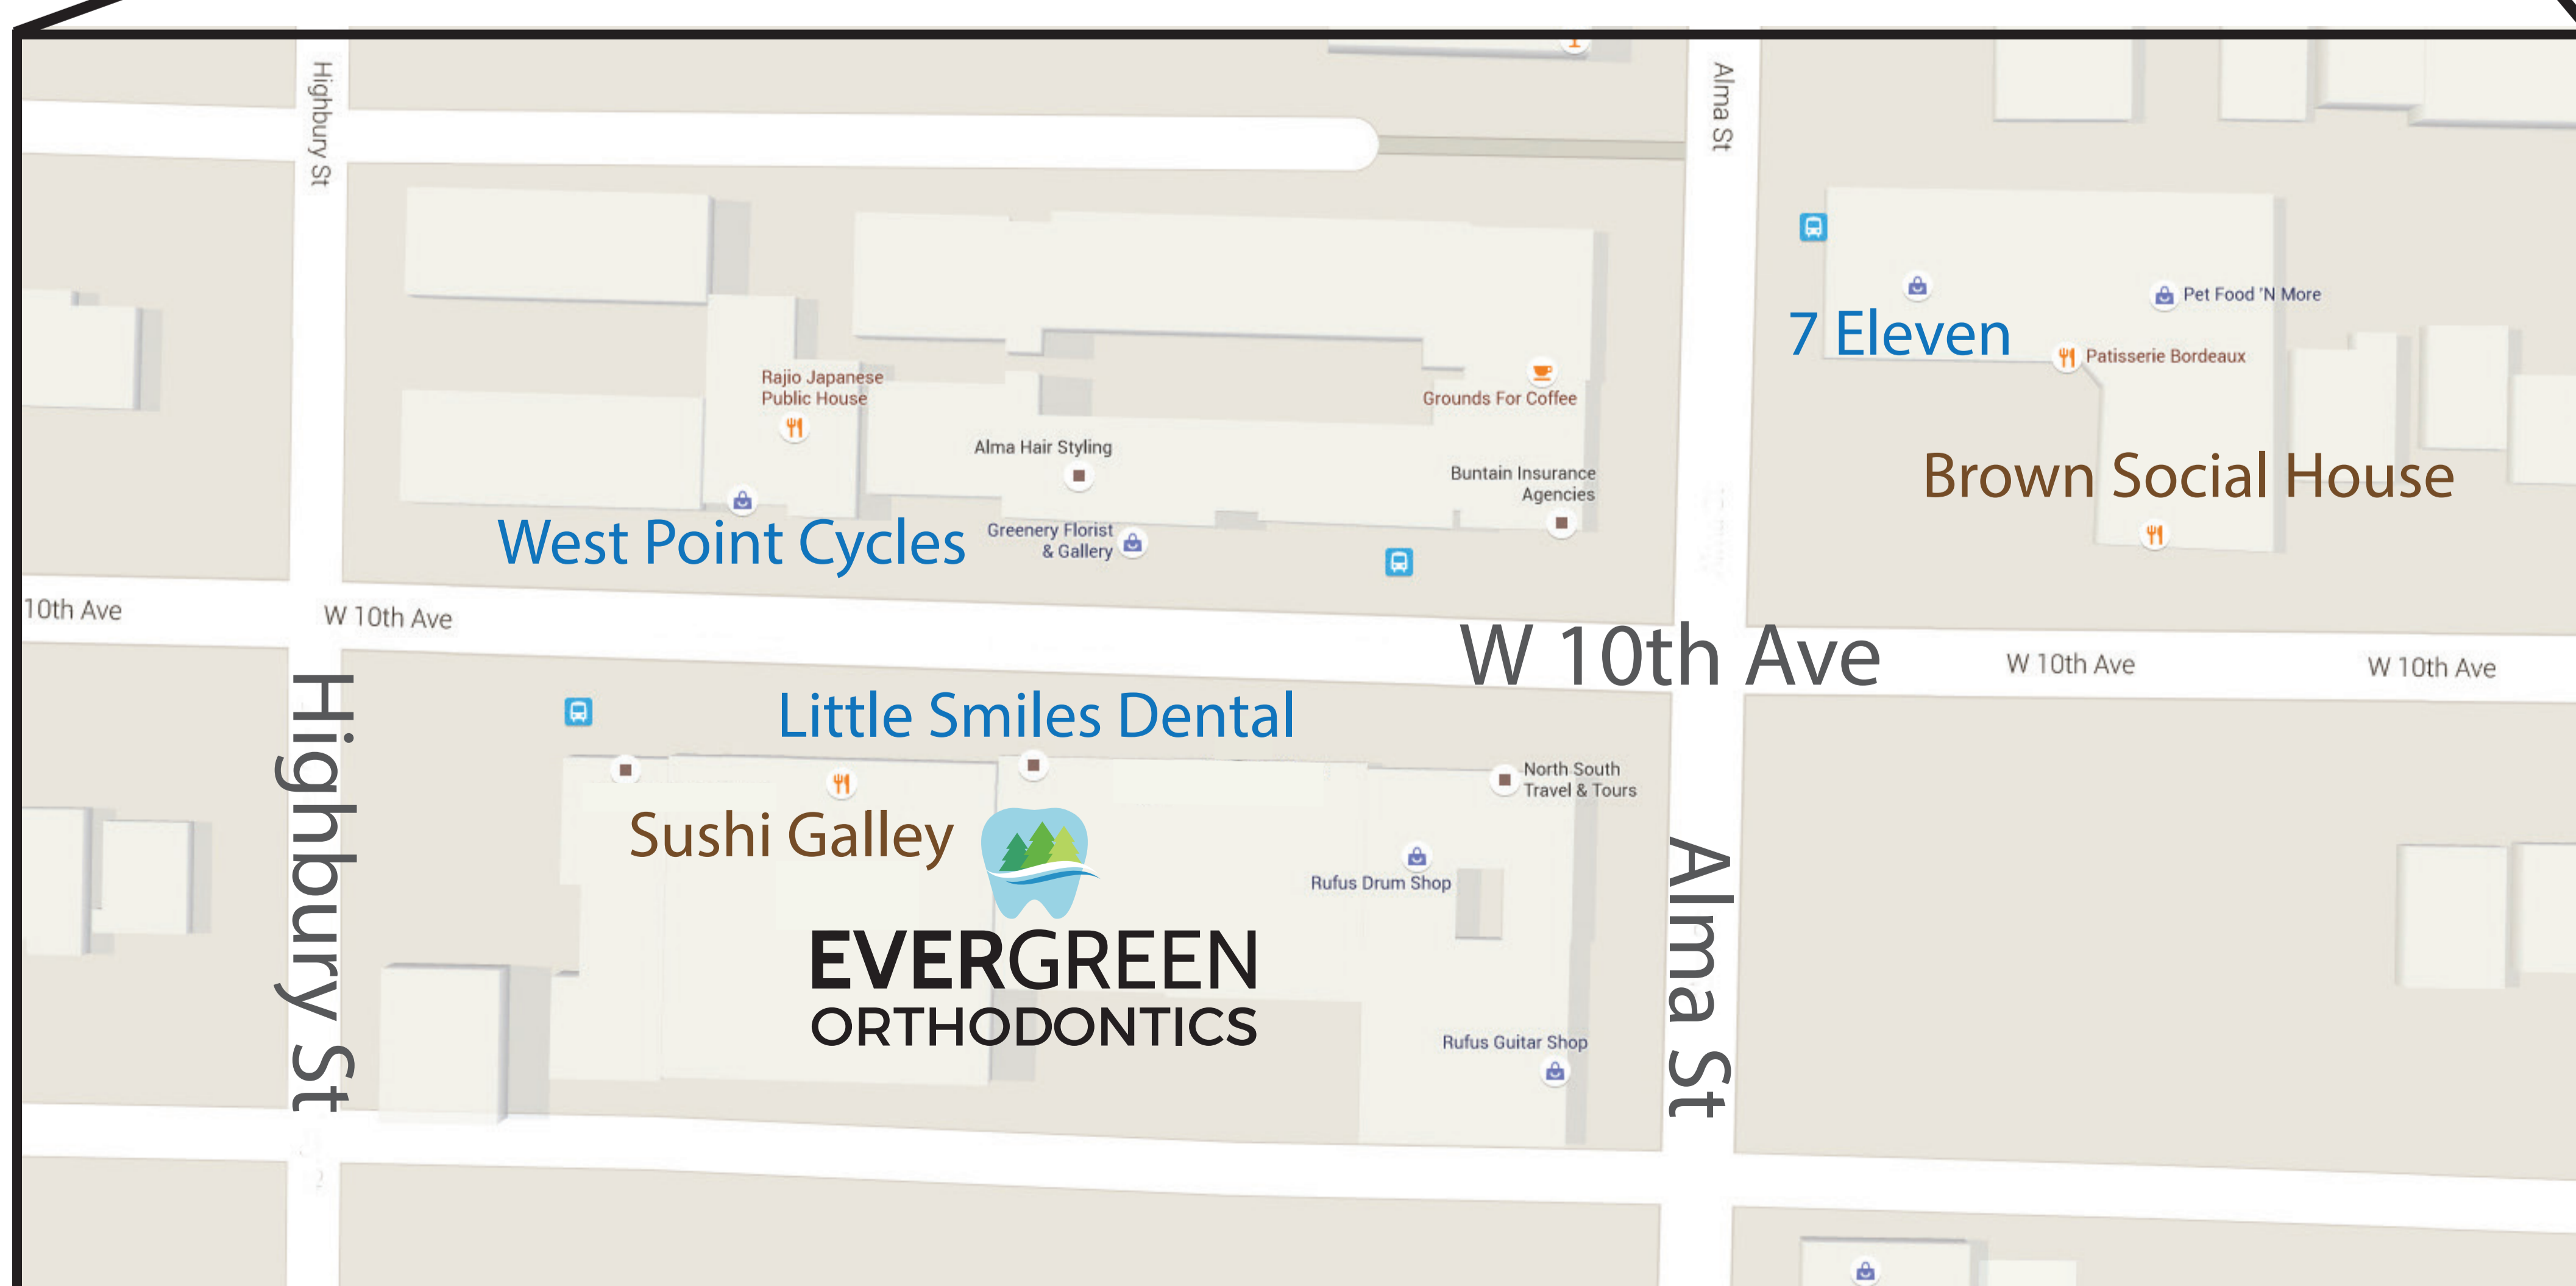 Highbury St
Alma St
Pet Food 'N More
7 Eleven
Patisserie Bordeaux
Rajio Japanese
Public House
Grounds For Coffee
Alma Hair Styling
Buntain Insurance
Agencies
Brown Social House
West Point Cycles
Greenery Florist
& Gallery
10th Ave
W 10th Ave
W 10th Ave
W 10th Ave
W 10th Ave
Highbury St
Little Smiles Dental
North South
Travel & Tours
Sushi Galley
Rufus Drum Shop
Alma St
EVERGREEN
ORTHODONTICS
Rufus Guitar Shop